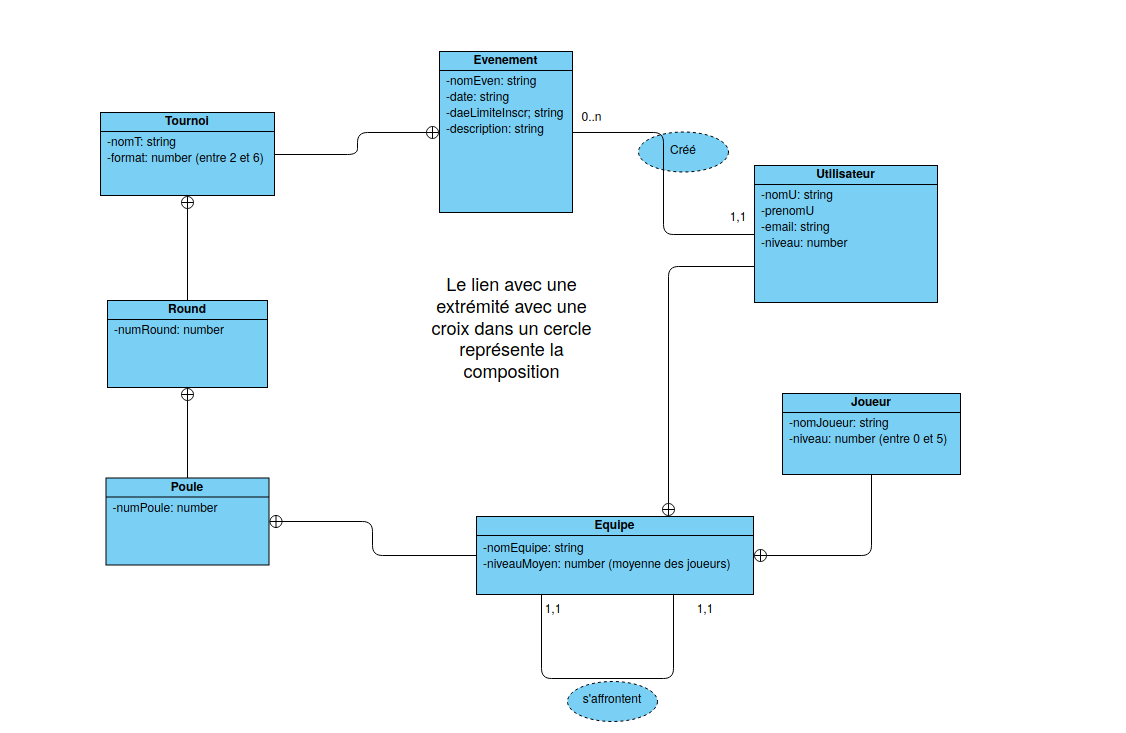 Evenement
-nomEven: string
-date: string
-daeLimiteInscr; string
-description: string
0..n
Tournoi
-nomT: string
-format: number (entre 2 et 6)
Créé
Utilisateur
-nomU: string
-prenomU
-email: string
-niveau: number
1,1
Le lien avec une
extrémité avec une
croix dans un cercle
représente la
composition
Round
-numRound: number
Joueur
-nomJoueur: string
-niveau: number (entre 0 et 5)
Poule
-numPoule: number
Equipe
-nomEquipe: string
-niveauMoyen: number (moyenne des joueurs)
1,1
1,1
s'affrontent